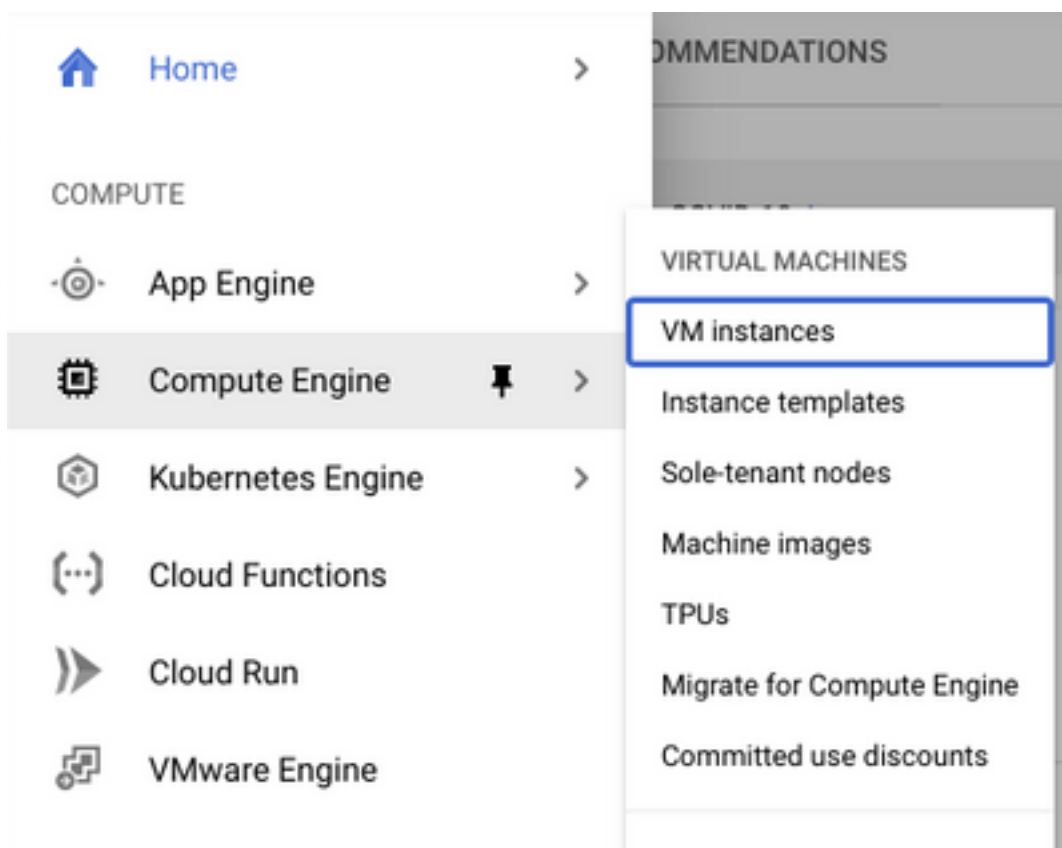 Home
OMMENDATIONS
COMPUTE
App Engine
Compute Engine
Kubernetes Engine
Cloud Functions
Cloud Run
VMware Engine
VIRTUAL MACHINES
VM instances
Instance templates
Sole-tenant nodes
Machine images
TPUs
Migrate for Compute Engine
Committed use discounts